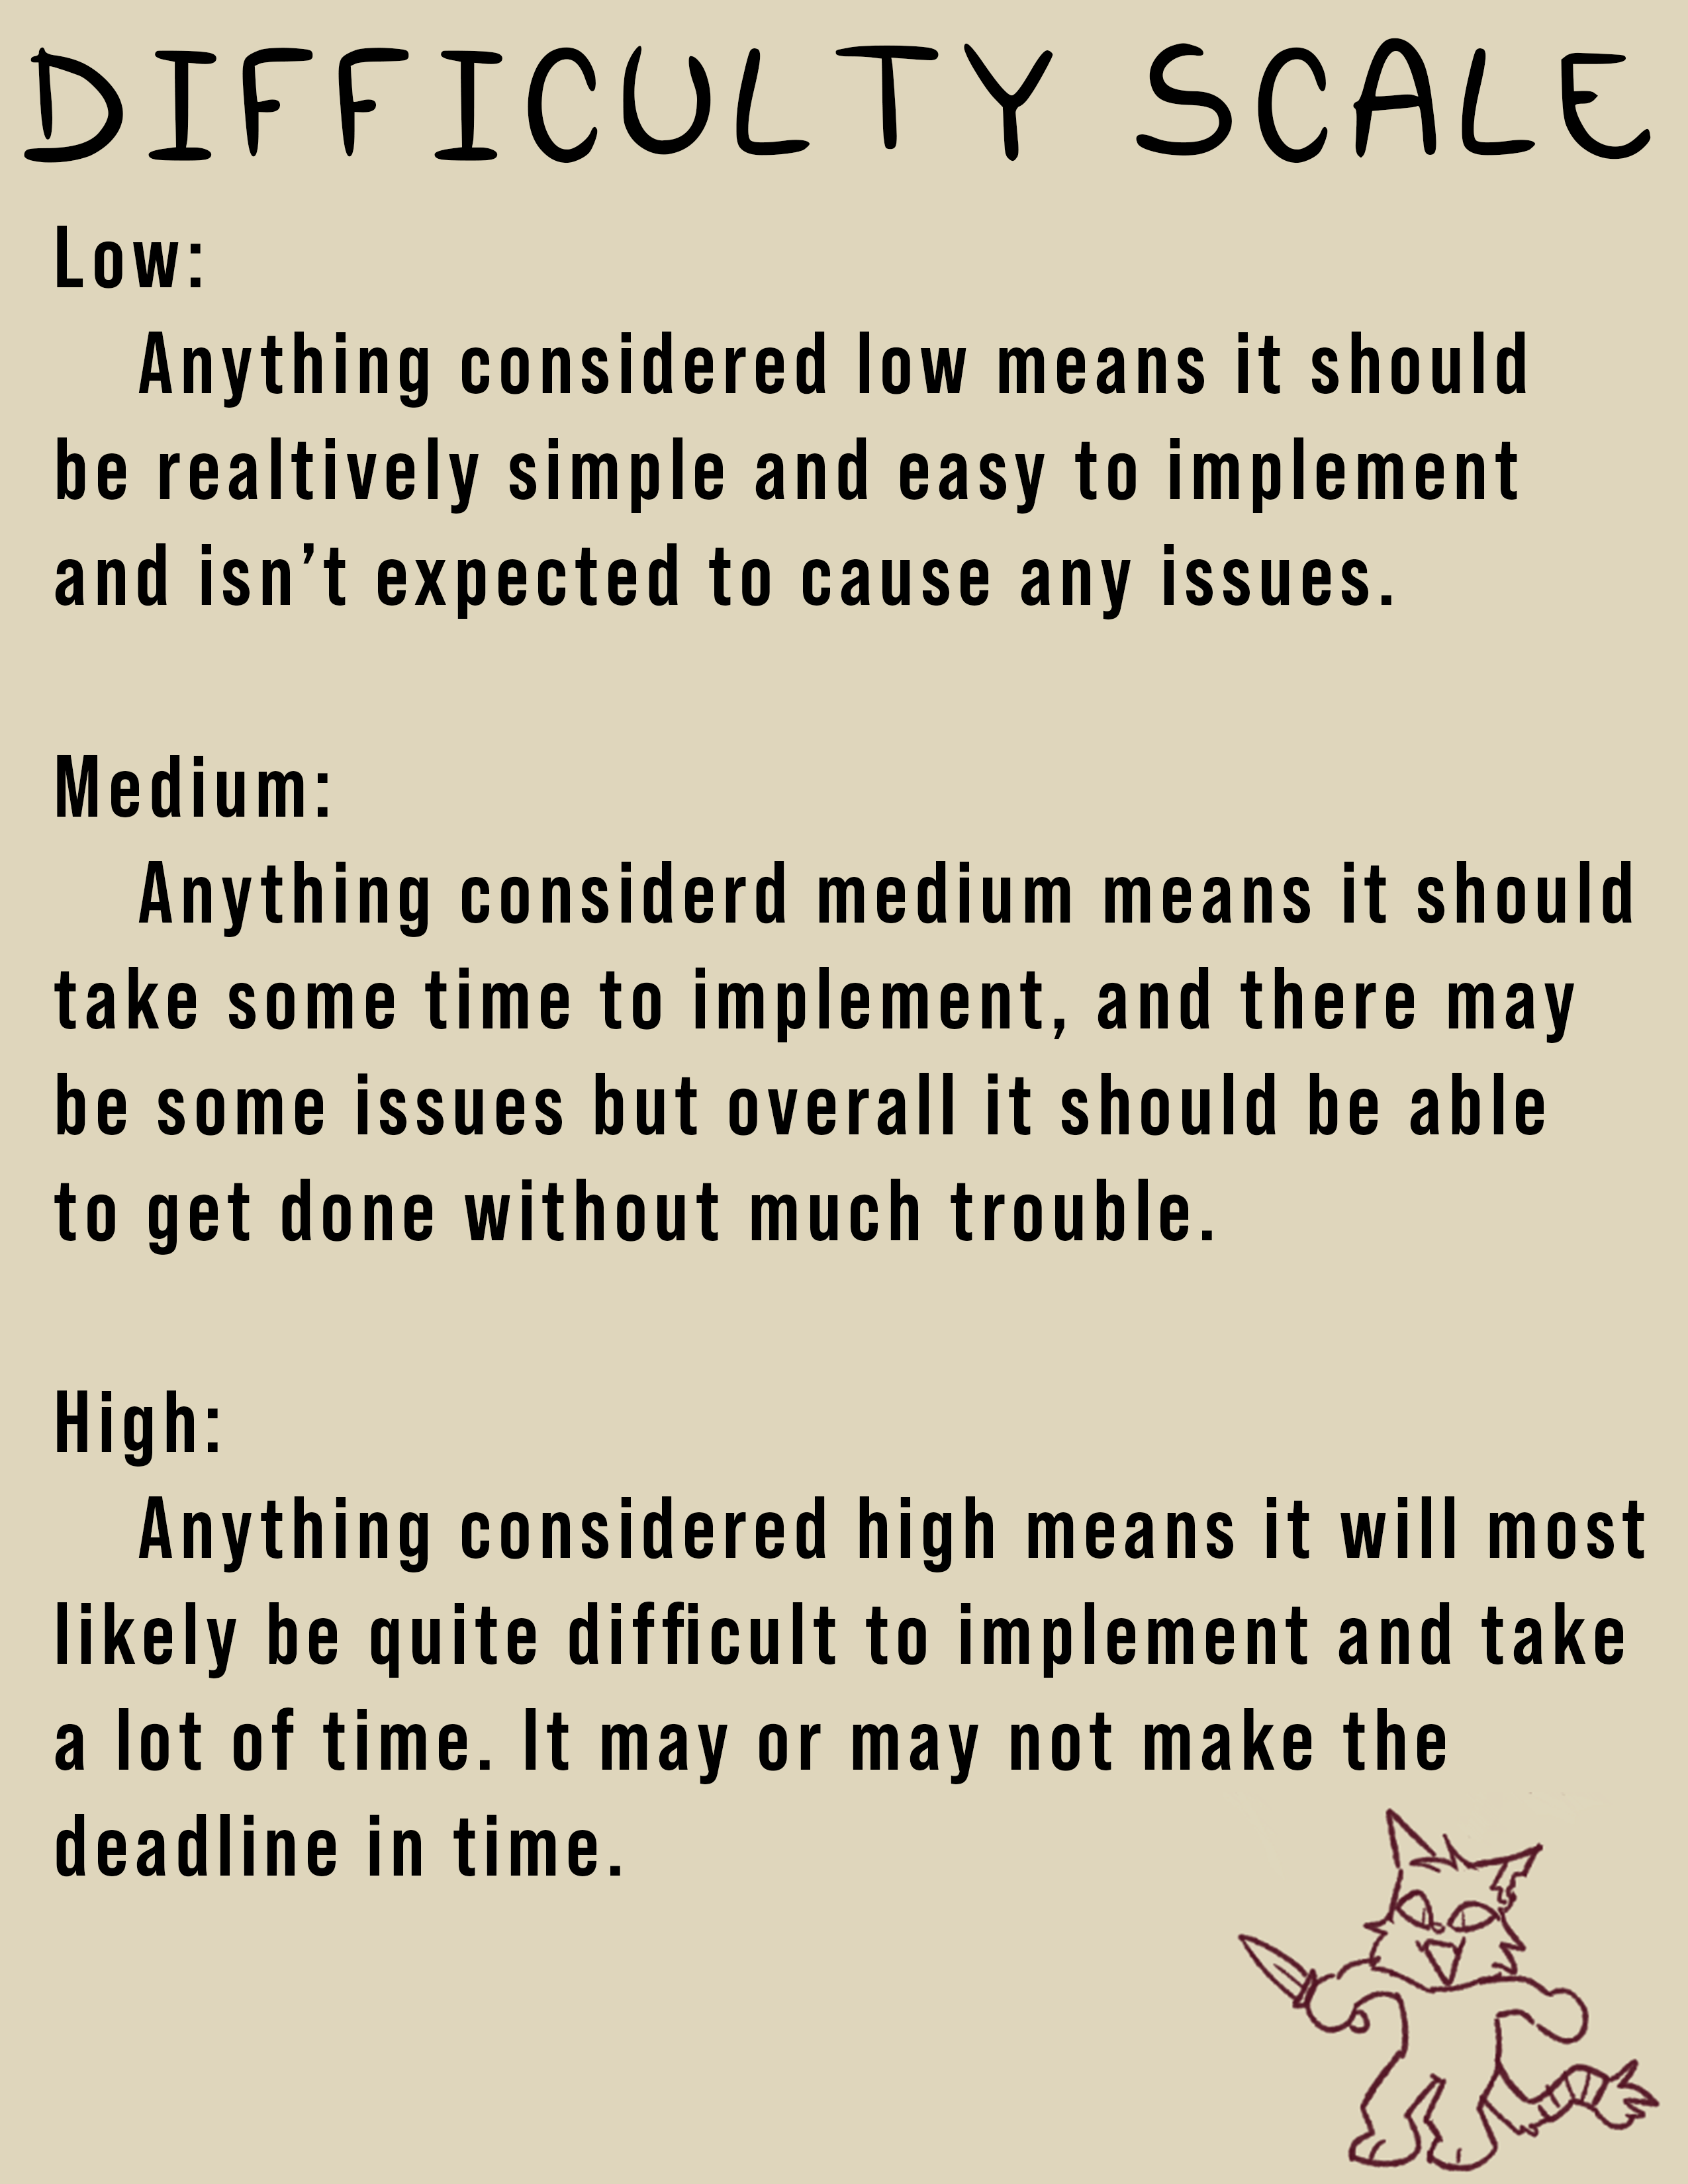 DIFFICULTY SCALE
Low:
Anything considered low means it should
be realtively simple and easy to implement
and isn’t expected to cause any issues.
Medium:
Anything considerd medium means it should
take some time to implement, and there may
be some issues but overall it should be able
to get done without much trouble.
High:
Anything considered high means it will most
likely be quite difficult to implement and take
a lot of time. It may or may not make the
deadline in time.